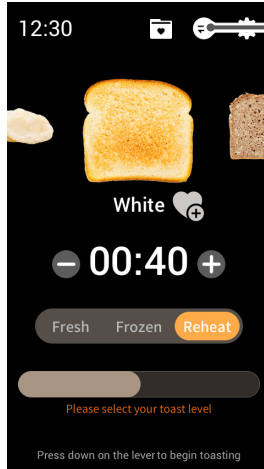 12:30
White
00:40
Fresh Frozen Reheat
Please select your toast level
Press down on the lever to begin toasting